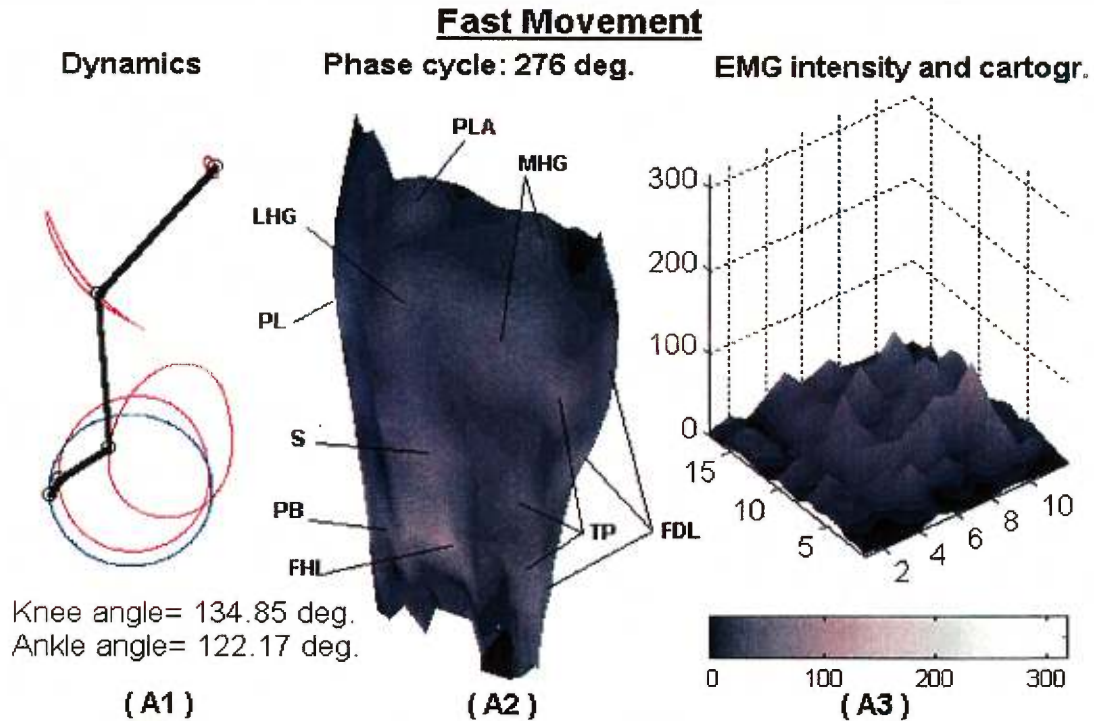 Fast Movement
Dynamics
Phase cycle: 276 deg.
EMG intensity and cartogr.
PLA
MHG
LHG
PL
S
PB
FHL
TP
FDL
300
200
100
0
15
10
5
2
4
6
8
10
Knee angle= 134.85 deg.
Ankle angle= 122.17 deg.
0
100
200
300
( A1 )
( A2 )
( A3 )